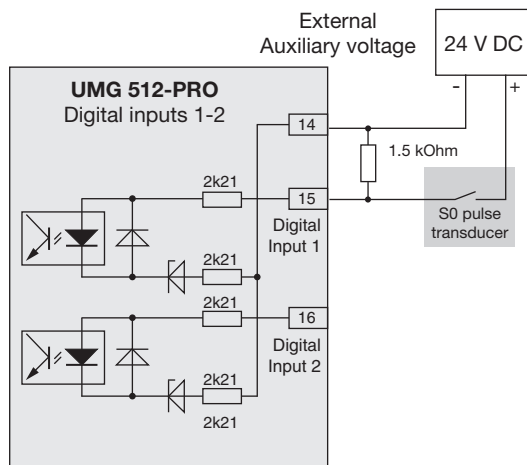 External
Auxiliary voltage
24 V DC
- +
UMG 512-PRO
Digital inputs 1-2
14
1.5 kOhm
2k21
15
Digital
Input 1
S0 pulse
transducer
2k21
2k21
16
Digital
Input 2
2k21
2k21